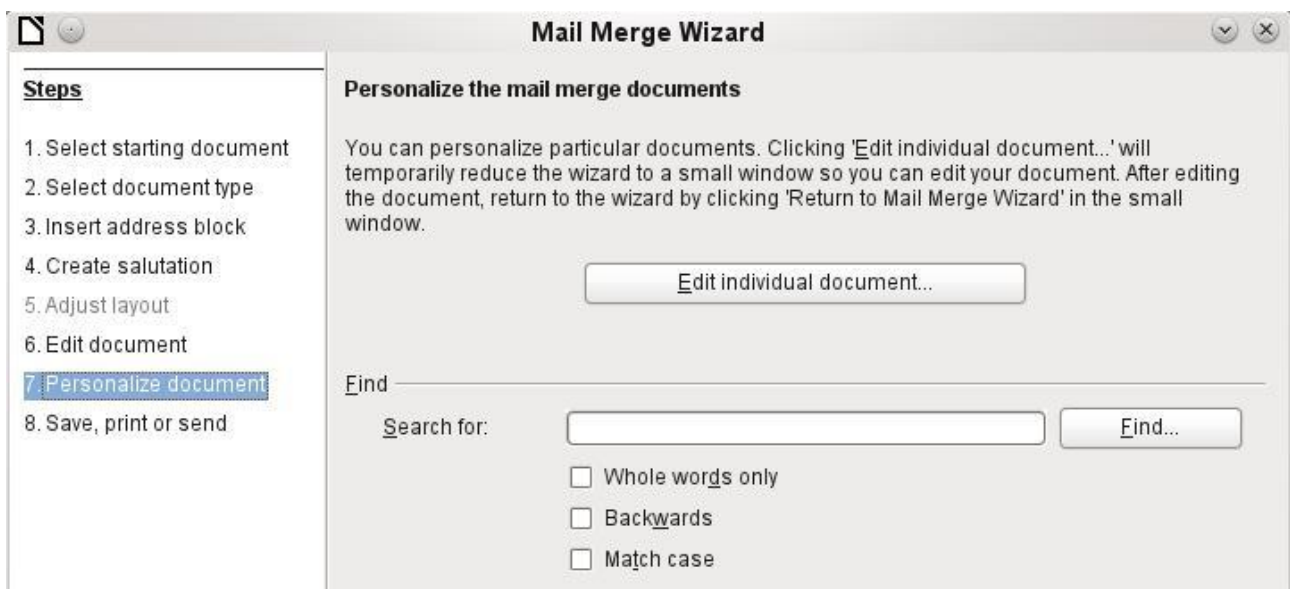 Mail Merge Wizard
Steps
1. Select starting document
2. Select document type
3. Insert address block
4. Create salutation
5. Adjust layout
6. Edit document
7. Personalize document
8. Save, print or send
Personalize the mail merge documents
You can personalize particular documents. Clicking 'Edit individual document...' will
temporarily reduce the wizard to a small window so you can edit your document. After editing
the document, return to the wizard by clicking 'Return to Mail Merge Wizard' in the small
window.
Edit individual document...
Find
Search for:
Find...
Whole words only
Backwards
Match case